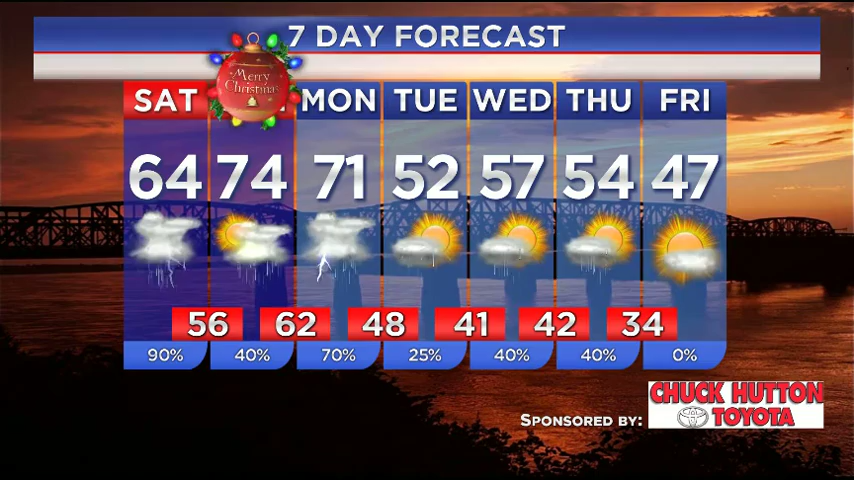 7 DAY FORECAST
Merry
Christmas
SAT MON TUE WED THU FRI
64 74 71 52 57 54 47
56 62 48 41 42 34
90% 40% 70% 25% 40% 40% 0%
SPONSORED BY:
CHUCK HUTTON
TOYOTA